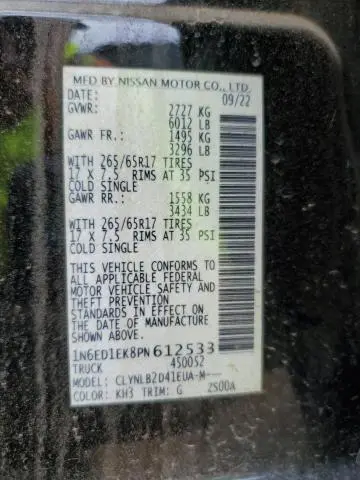 MFD BY NISSAN MOTOR CO., LTD.
DATE: 09/22
GVWR: 2727 KG
6012 LB
GAWR FR.: 1495 KG
3296 LB
WITH 265/65R17 TIRES
17 X 7.5 RIMS AT 35 PSI
COLD SINGLE
GAWR RR.: 1558 KG
3434 LB
WITH 265/65R17 TIRES
17 X 7.5 RIMS AT 35 PSI
COLD SINGLE
THIS VEHICLE CONFORMS TO
ALL APPLICABLE FEDERAL
MOTOR VEHICLE SAFETY
STANDARDS IN EFFECT ON
THE DATE OF MANUFACTURE
SHOWN ABOVE.
1N6ED1EK8PN612533
TRUCK 450052
MODEL: CLYNLB2D41EUA-M----
COLOR: KH3 TRIM: G 2S00A